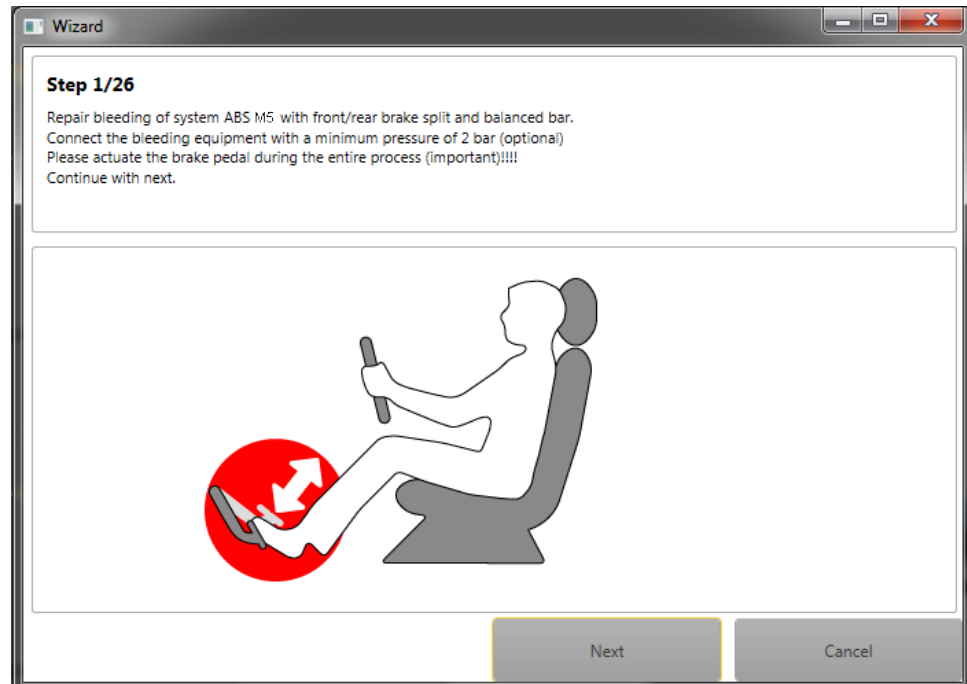 Wizard
Step 1/26
Repair bleeding of system ABS M5 with front/rear brake split and balanced bar.
Connect the bleeding equipment with a minimum pressure of 2 bar (optional)
Please actuate the brake pedal during the entire process (important)!!!!
Continue with next.
Next
Cancel